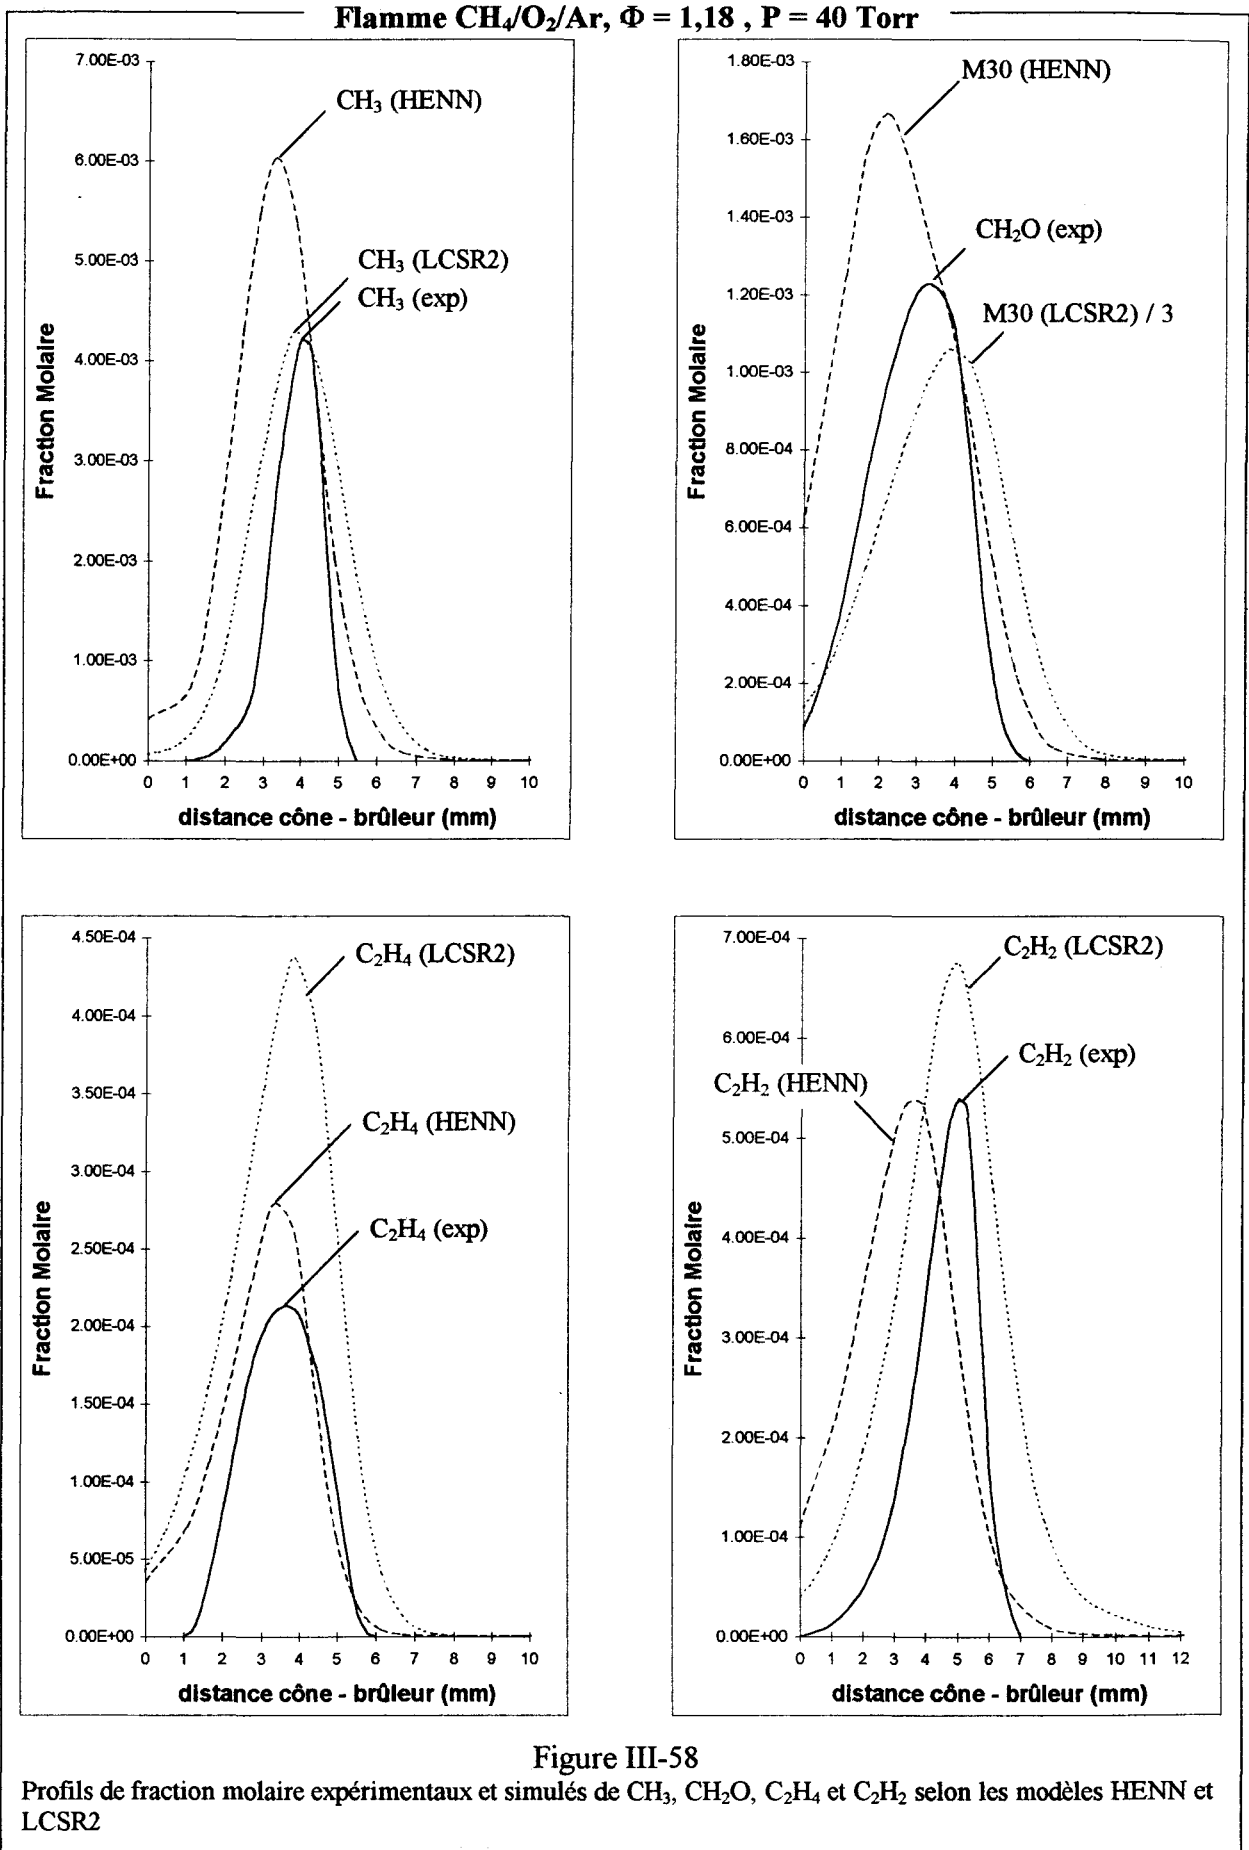 Flamme CH₄/O₂/Ar, Φ = 1,18 , P = 40 Torr
7.00E-03
6.00E-03
5.00E-03
4.00E-03
3.00E-03
2.00E-03
1.00E-03
0.00E+00
Fraction Molaire
CH₃ (HENN)
CH₃ (LCSR2)
CH₃ (exp)
0 1 2 3 4 5 6 7 8 9 10
distance cône - brûleur (mm)
1.80E-03
1.60E-03
1.40E-03
1.20E-03
1.00E-03
8.00E-04
6.00E-04
4.00E-04
2.00E-04
0.00E+00
Fraction Molaire
M30 (HENN)
CH₂O (exp)
M30 (LCSR2) / 3
0 1 2 3 4 5 6 7 8 9 10
distance cône - brûleur (mm)
4.50E-04
4.00E-04
3.50E-04
3.00E-04
2.50E-04
2.00E-04
1.50E-04
1.00E-04
5.00E-05
0.00E+00
Fraction Molaire
C₂H₄ (LCSR2)
C₂H₄ (HENN)
C₂H₄ (exp)
0 1 2 3 4 5 6 7 8 9 10
distance cône - brûleur (mm)
7.00E-04
6.00E-04
5.00E-04
4.00E-04
3.00E-04
2.00E-04
1.00E-04
0.00E+00
Fraction Molaire
C₂H₂ (LCSR2)
C₂H₂ (exp)
C₂H₂ (HENN)
0 1 2 3 4 5 6 7 8 9 10 11 12
distance cône - brûleur (mm)
Figure III-58
Profils de fraction molaire expérimentaux et simulés de CH₃, CH₂O, C₂H₄ et C₂H₂ selon les modèles HENN et
LCSR2